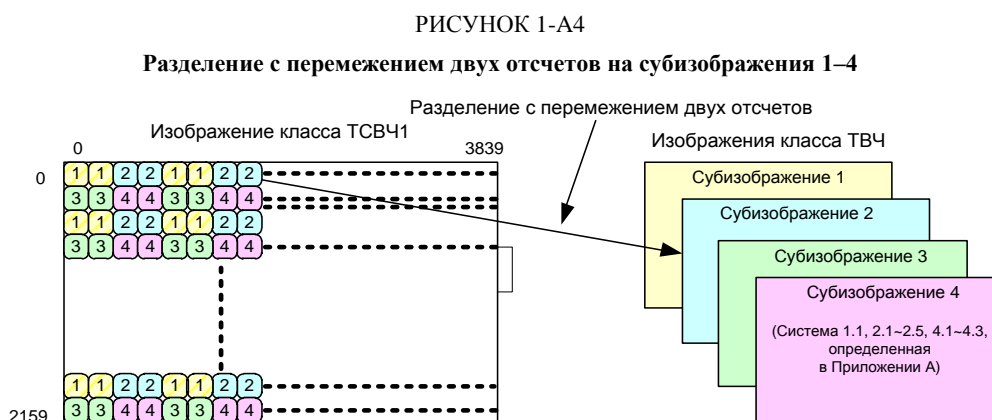 РИСУНОК 1-А4
Разделение с перемежением двух отсчетов на субизображения 1–4
Разделение с перемежением двух отсчетов
Изображение класса ТСВЧ1
Изображения класса ТВЧ
0 3839
0
1 1 2 2 1 1 2 2
3 3 4 4 3 3 4 4
1 1 2 2 1 1 2 2
3 3 4 4 3 3 4 4
1 1 2 2 1 1 2 2
3 3 4 4 3 3 4 4
2159
Субизображение 1
Субизображение 2
Субизображение 3
Субизображение 4
(Система 1.1, 2.1~2.5, 4.1~4.3,
определенная
в Приложении А)